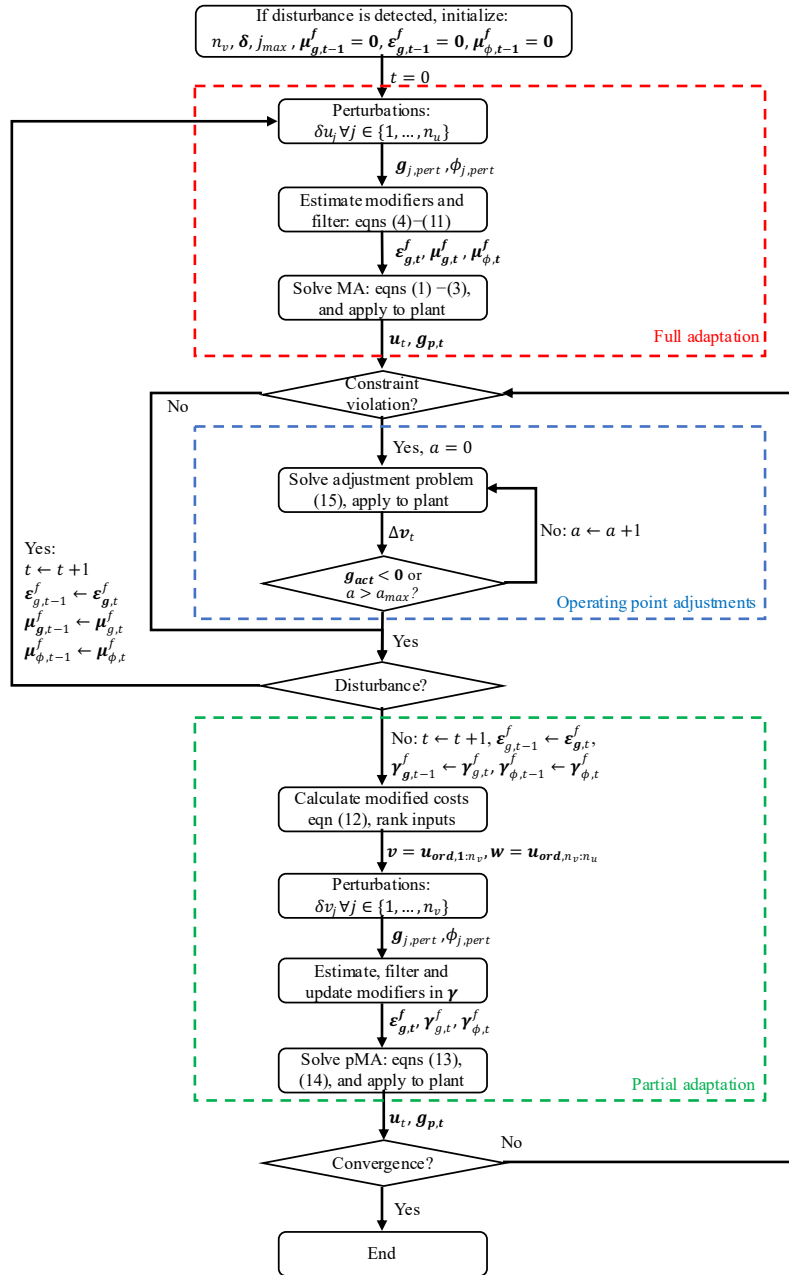 If disturbance is detected, initialize:
n_v, δ, j_max, μ^f_{g,t−1} = 0, ε^f_{g,t−1} = 0, μ^f_{ϕ,t−1} = 0
t = 0
Perturbations:
δu_j ∀j ∈ {1, … , n_u}
g_{j,pert} ,ϕ_{j,pert}
Estimate modifiers and
filter: eqns (4)−(11)
ε^f_{g,t}, μ^f_{g,t} , μ^f_{ϕ,t}
Solve MA: eqns (1) −(3),
and apply to plant
Full adaptation
u_t, g_{p,t}
Constraint
violation?
No
Yes, a = 0
Solve adjustment problem
(15), apply to plant
Δv_t
No: a ← a +1
g_act < 0 or
a > a_max?
Operating point adjustments
Yes:
t ← t +1
ε^f_{g,t−1} ← ε^f_{g,t}
μ^f_{g,t−1} ← μ^f_{g,t}
μ^f_{ϕ,t−1} ← μ^f_{ϕ,t}
Yes
Disturbance?
No: t ← t +1, ε^f_{g,t−1} ← ε^f_{g,t},
γ^f_{g,t−1} ← γ^f_{g,t}, γ^f_{ϕ,t−1} ← γ^f_{ϕ,t}
Calculate modified costs
eqn (12), rank inputs
v = u_{ord,1:n_v}, w = u_{ord,n_v:n_u}
Perturbations:
δv_j ∀j ∈ {1, … , n_v}
g_{j,pert} ,ϕ_{j,pert}
Estimate, filter and
update modifiers in γ
ε^f_{g,t}, γ^f_{g,t}, γ^f_{ϕ,t}
Solve pMA: eqns (13),
(14), and apply to plant
Partial adaptation
u_t, g_{p,t}
Convergence?
No
Yes
End